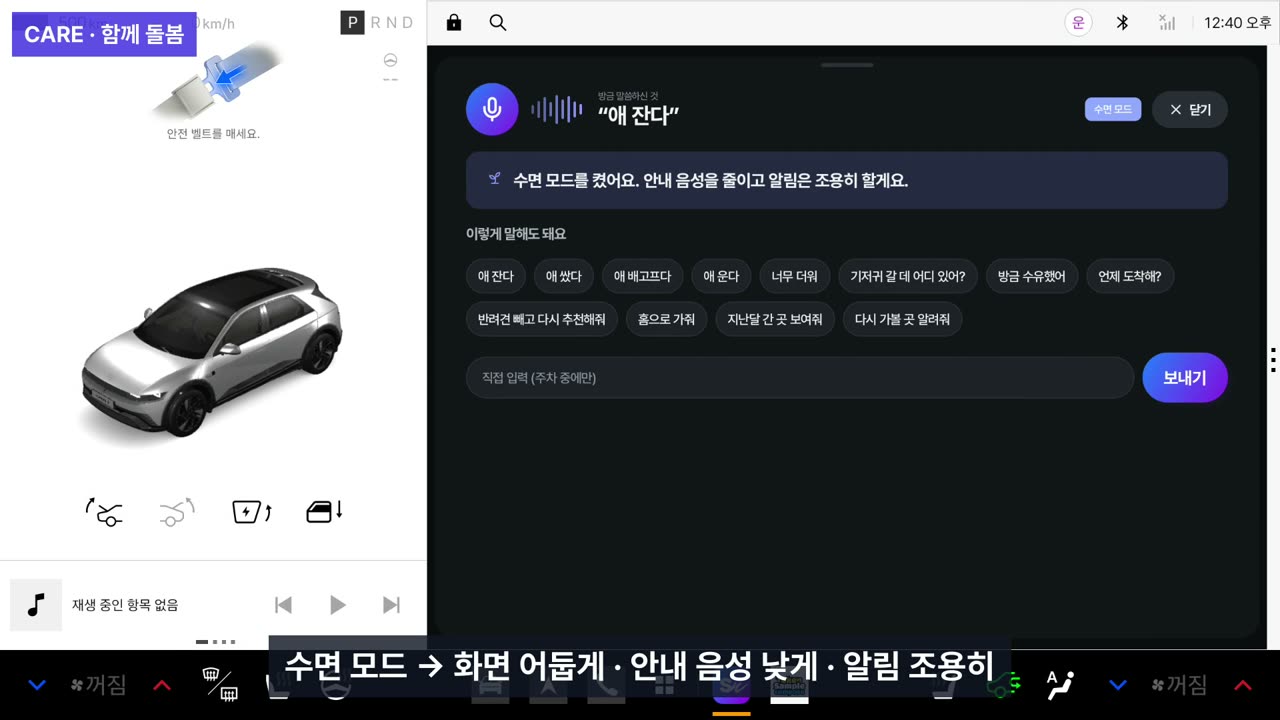 CARE · 함께 돌봄
km/h
P R N D
12:40 오후
운
안전 벨트를 매세요.
방금 말씀하신 것
“애 잔다”
수면 모드
닫기
수면 모드를 켰어요. 안내 음성을 줄이고 알림은 조용히 할게요.
이렇게 말해도 돼요
애 잔다
애 쌌다
애 배고프다
애 운다
너무 더워
기저귀 갈 데 어디 있어?
방금 수유했어
언제 도착해?
반려견 빼고 다시 추천해줘
홈으로 가줘
지난달 간 곳 보여줘
다시 가볼 곳 알려줘
직접 입력 (주차 중에만)
보내기
재생 중인 항목 없음
수면 모드 → 화면 어둡게 · 안내 음성 낮게 · 알림 조용히
꺼짐
A
꺼짐